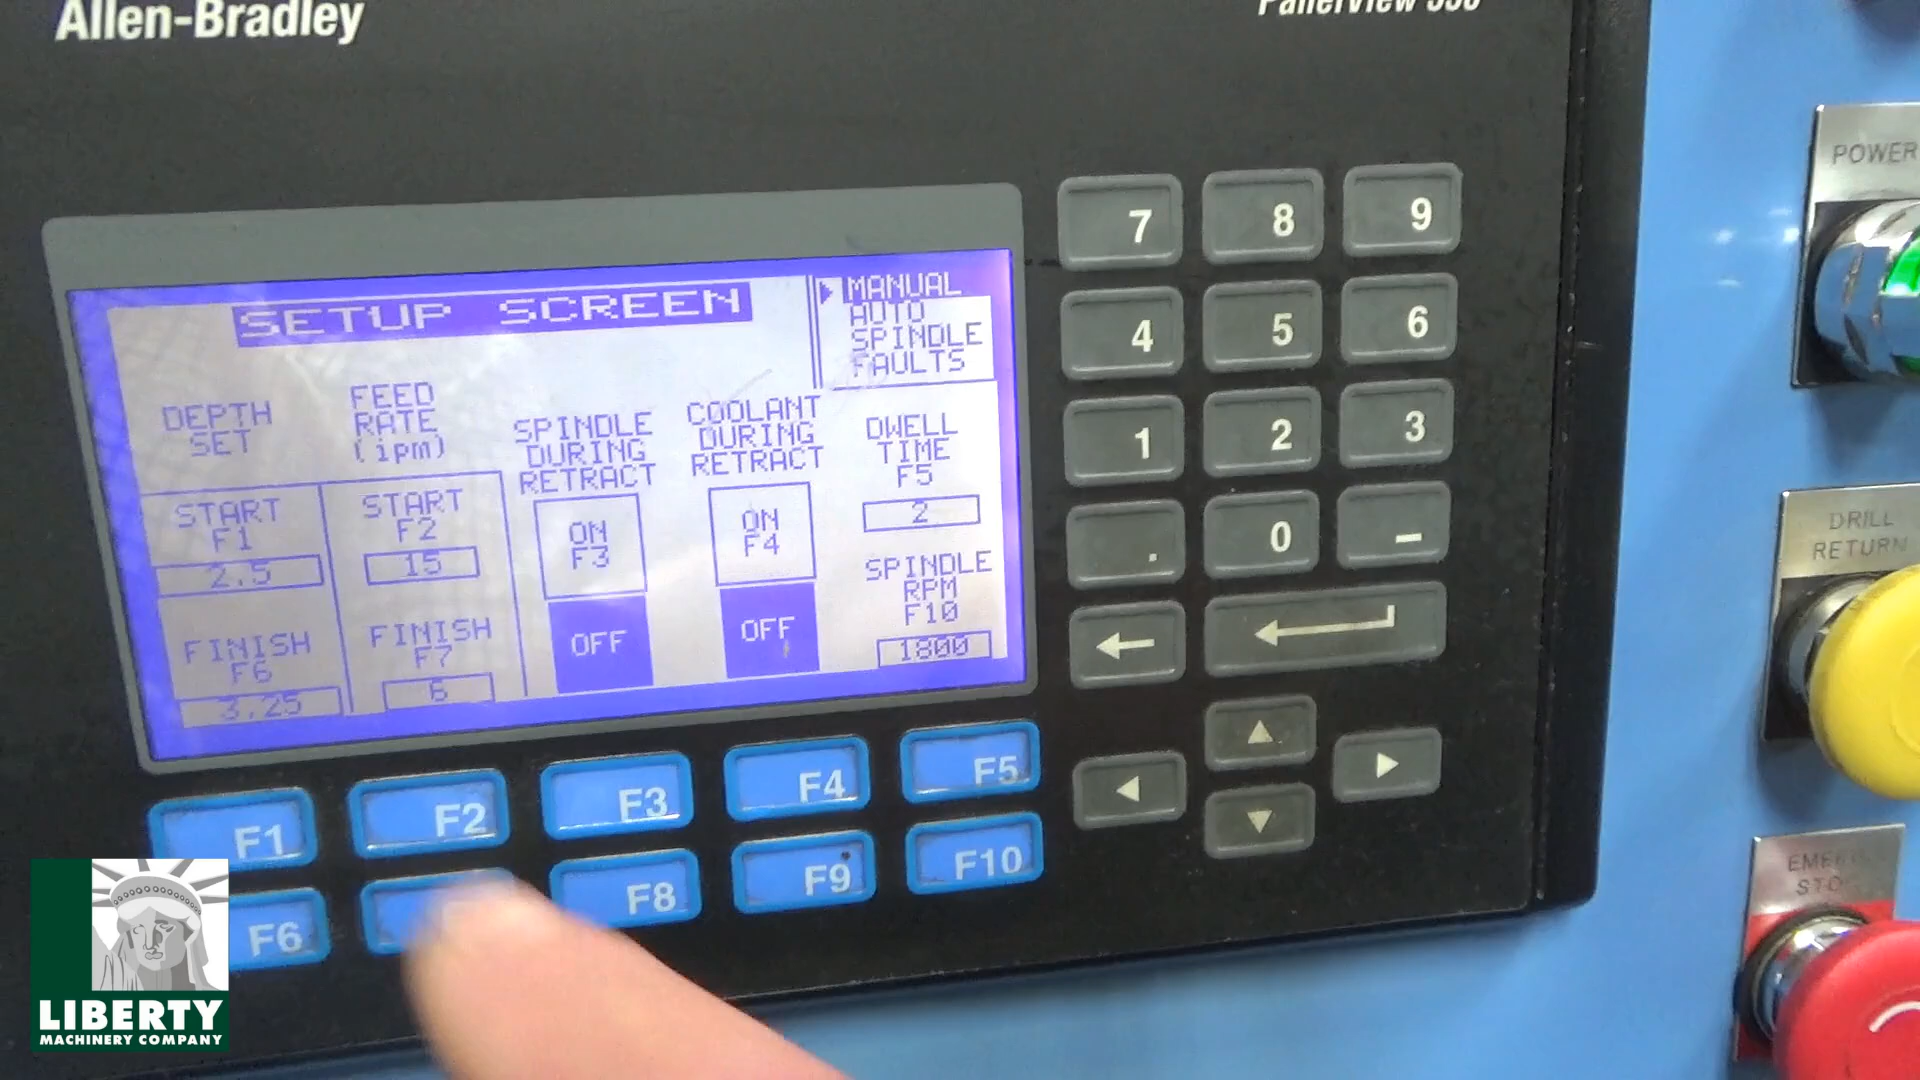 Allen-Bradley
PanelView 550
SETUP SCREEN
MANUAL
AUTO
SPINDLE
FAULTS
DEPTH
SET
FEED
RATE
(ipm)
SPINDLE
DURING
RETRACT
COOLANT
DURING
RETRACT
DWELL
TIME
F5
2
START
F1
2.5
START
F2
15
ON
F3
ON
F4
SPINDLE
RPM
F10
1800
FINISH
F6
3.25
FINISH
F7
6
OFF
OFF
7 8 9
4 5 6
1 2 3
. 0 -
F1 F2 F3 F4 F5
F6 F8 F9 F10
POWER
DRILL
RETURN
LIBERTY
MACHINERY COMPANY